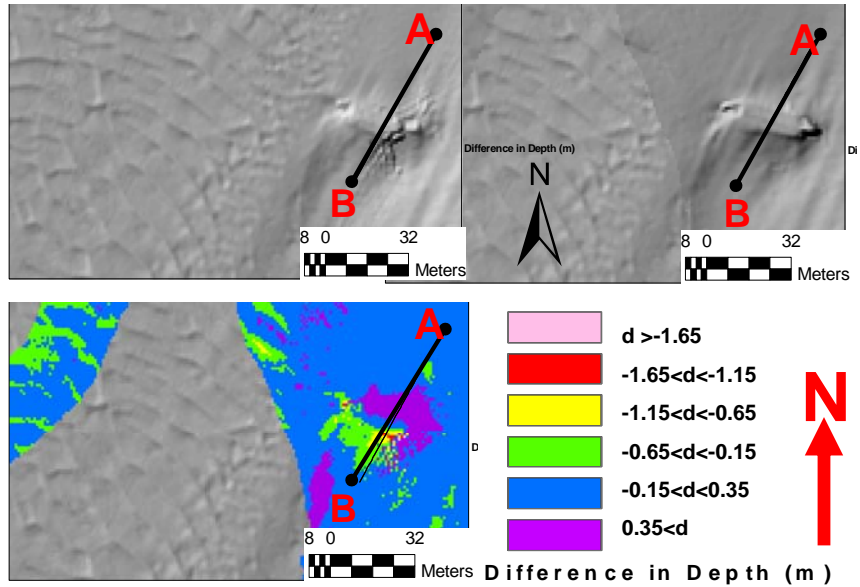 A
A
Difference in Depth (m)
Di
N
B
B
8 0 32
Meters
8 0 32
Meters
A
d >-1.65
-1.65<d<-1.15
-1.15<d<-0.65
N
-0.65<d<-0.15
D
-0.15<d<0.35
B
0.35<d
8 0 32
Meters
Difference in Depth (m)